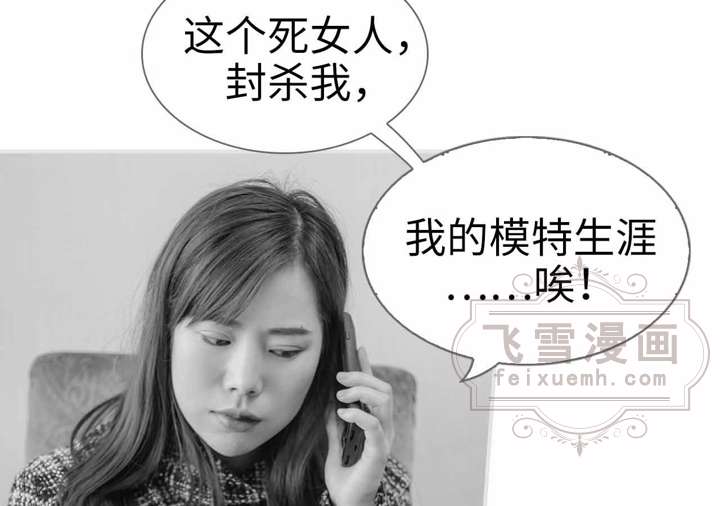 这个死女人，
封杀我，
我的模特生涯
……唉！
飞雪漫画
feixuemh.com